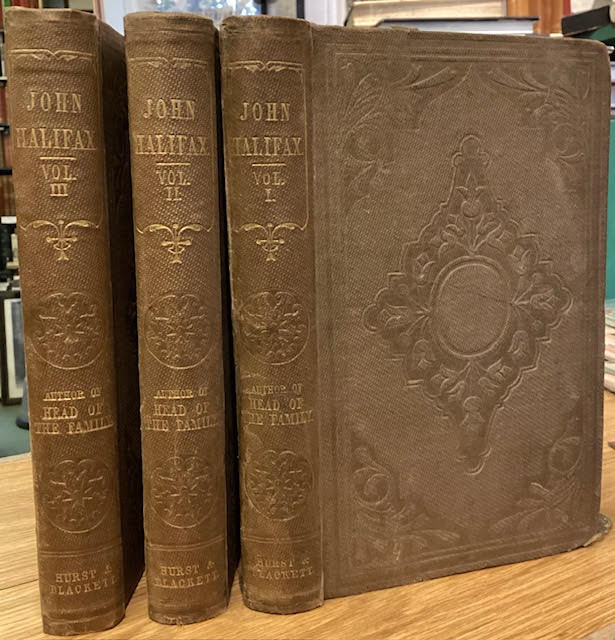 JOHN
HALIFAX.
VOL.
III
AUTHOR OF
HEAD OF
THE FAMILY.
HURST &
BLACKETT.
JOHN
HALIFAX.
VOL.
II.
AUTHOR OF
HEAD OF
THE FAMILY.
HURST &
BLACKETT.
JOHN
HALIFAX.
VOL.
I.
AUTHOR OF
HEAD OF
THE FAMILY.
HURST &
BLACKETT.